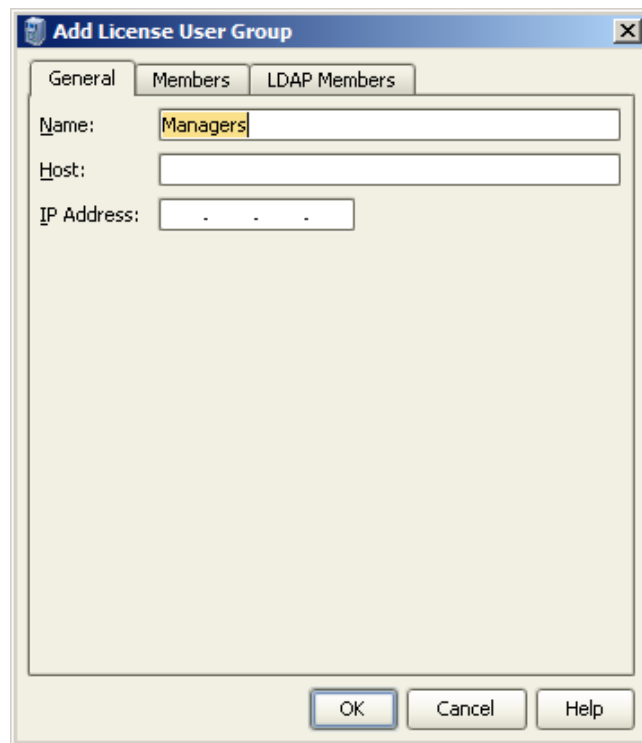 Add License User Group
General Members LDAP Members
Name: Managers
Host:
IP Address: . . .
OK Cancel Help